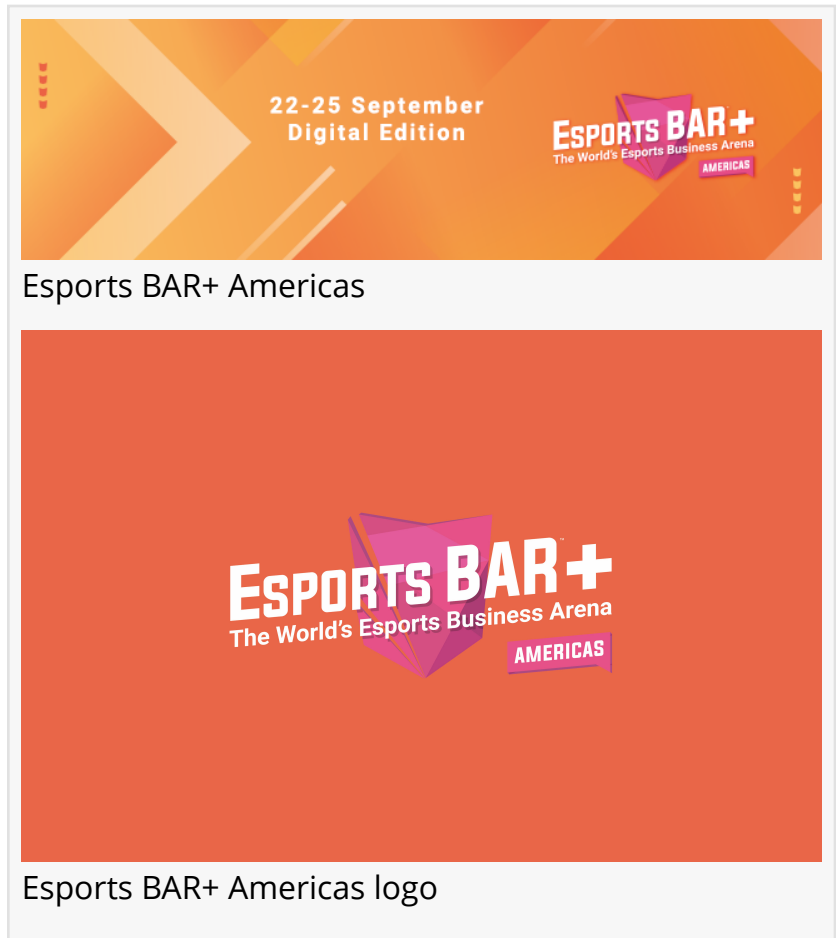 22-25 September
Digital Edition
ESPORTS BAR+
The World's Esports Business Arena
AMERICAS
Esports BAR+ Americas
ESPORTS BAR+™
The World's Esports Business Arena
AMERICAS
Esports BAR+ Americas logo